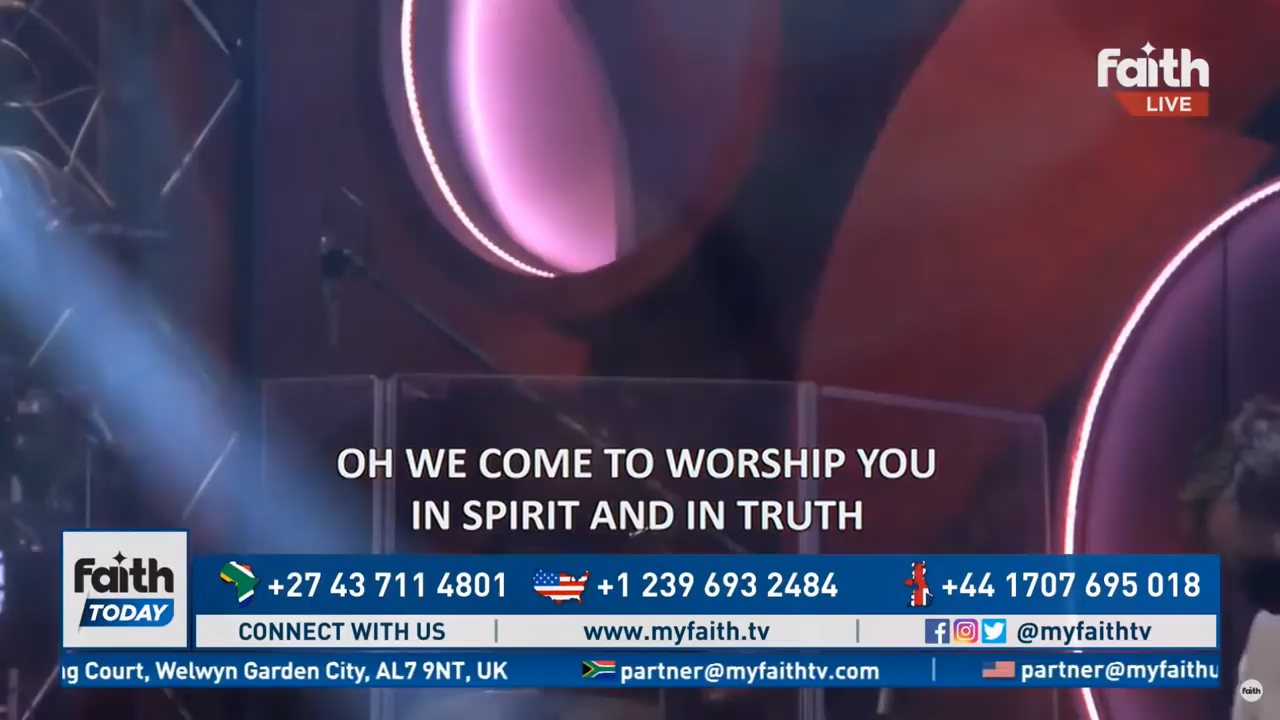 faith
LIVE
OH WE COME TO WORSHIP YOU
IN SPIRIT AND IN TRUTH
faith
TODAY
+27 43 711 4801
+1 239 693 2484
+44 1707 695 018
CONNECT WITH US | www.myfaith.tv | @myfaithtv
g Court, Welwyn Garden City, AL7 9NT, UK partner@myfaithtv.com | partner@myfaithu
faith